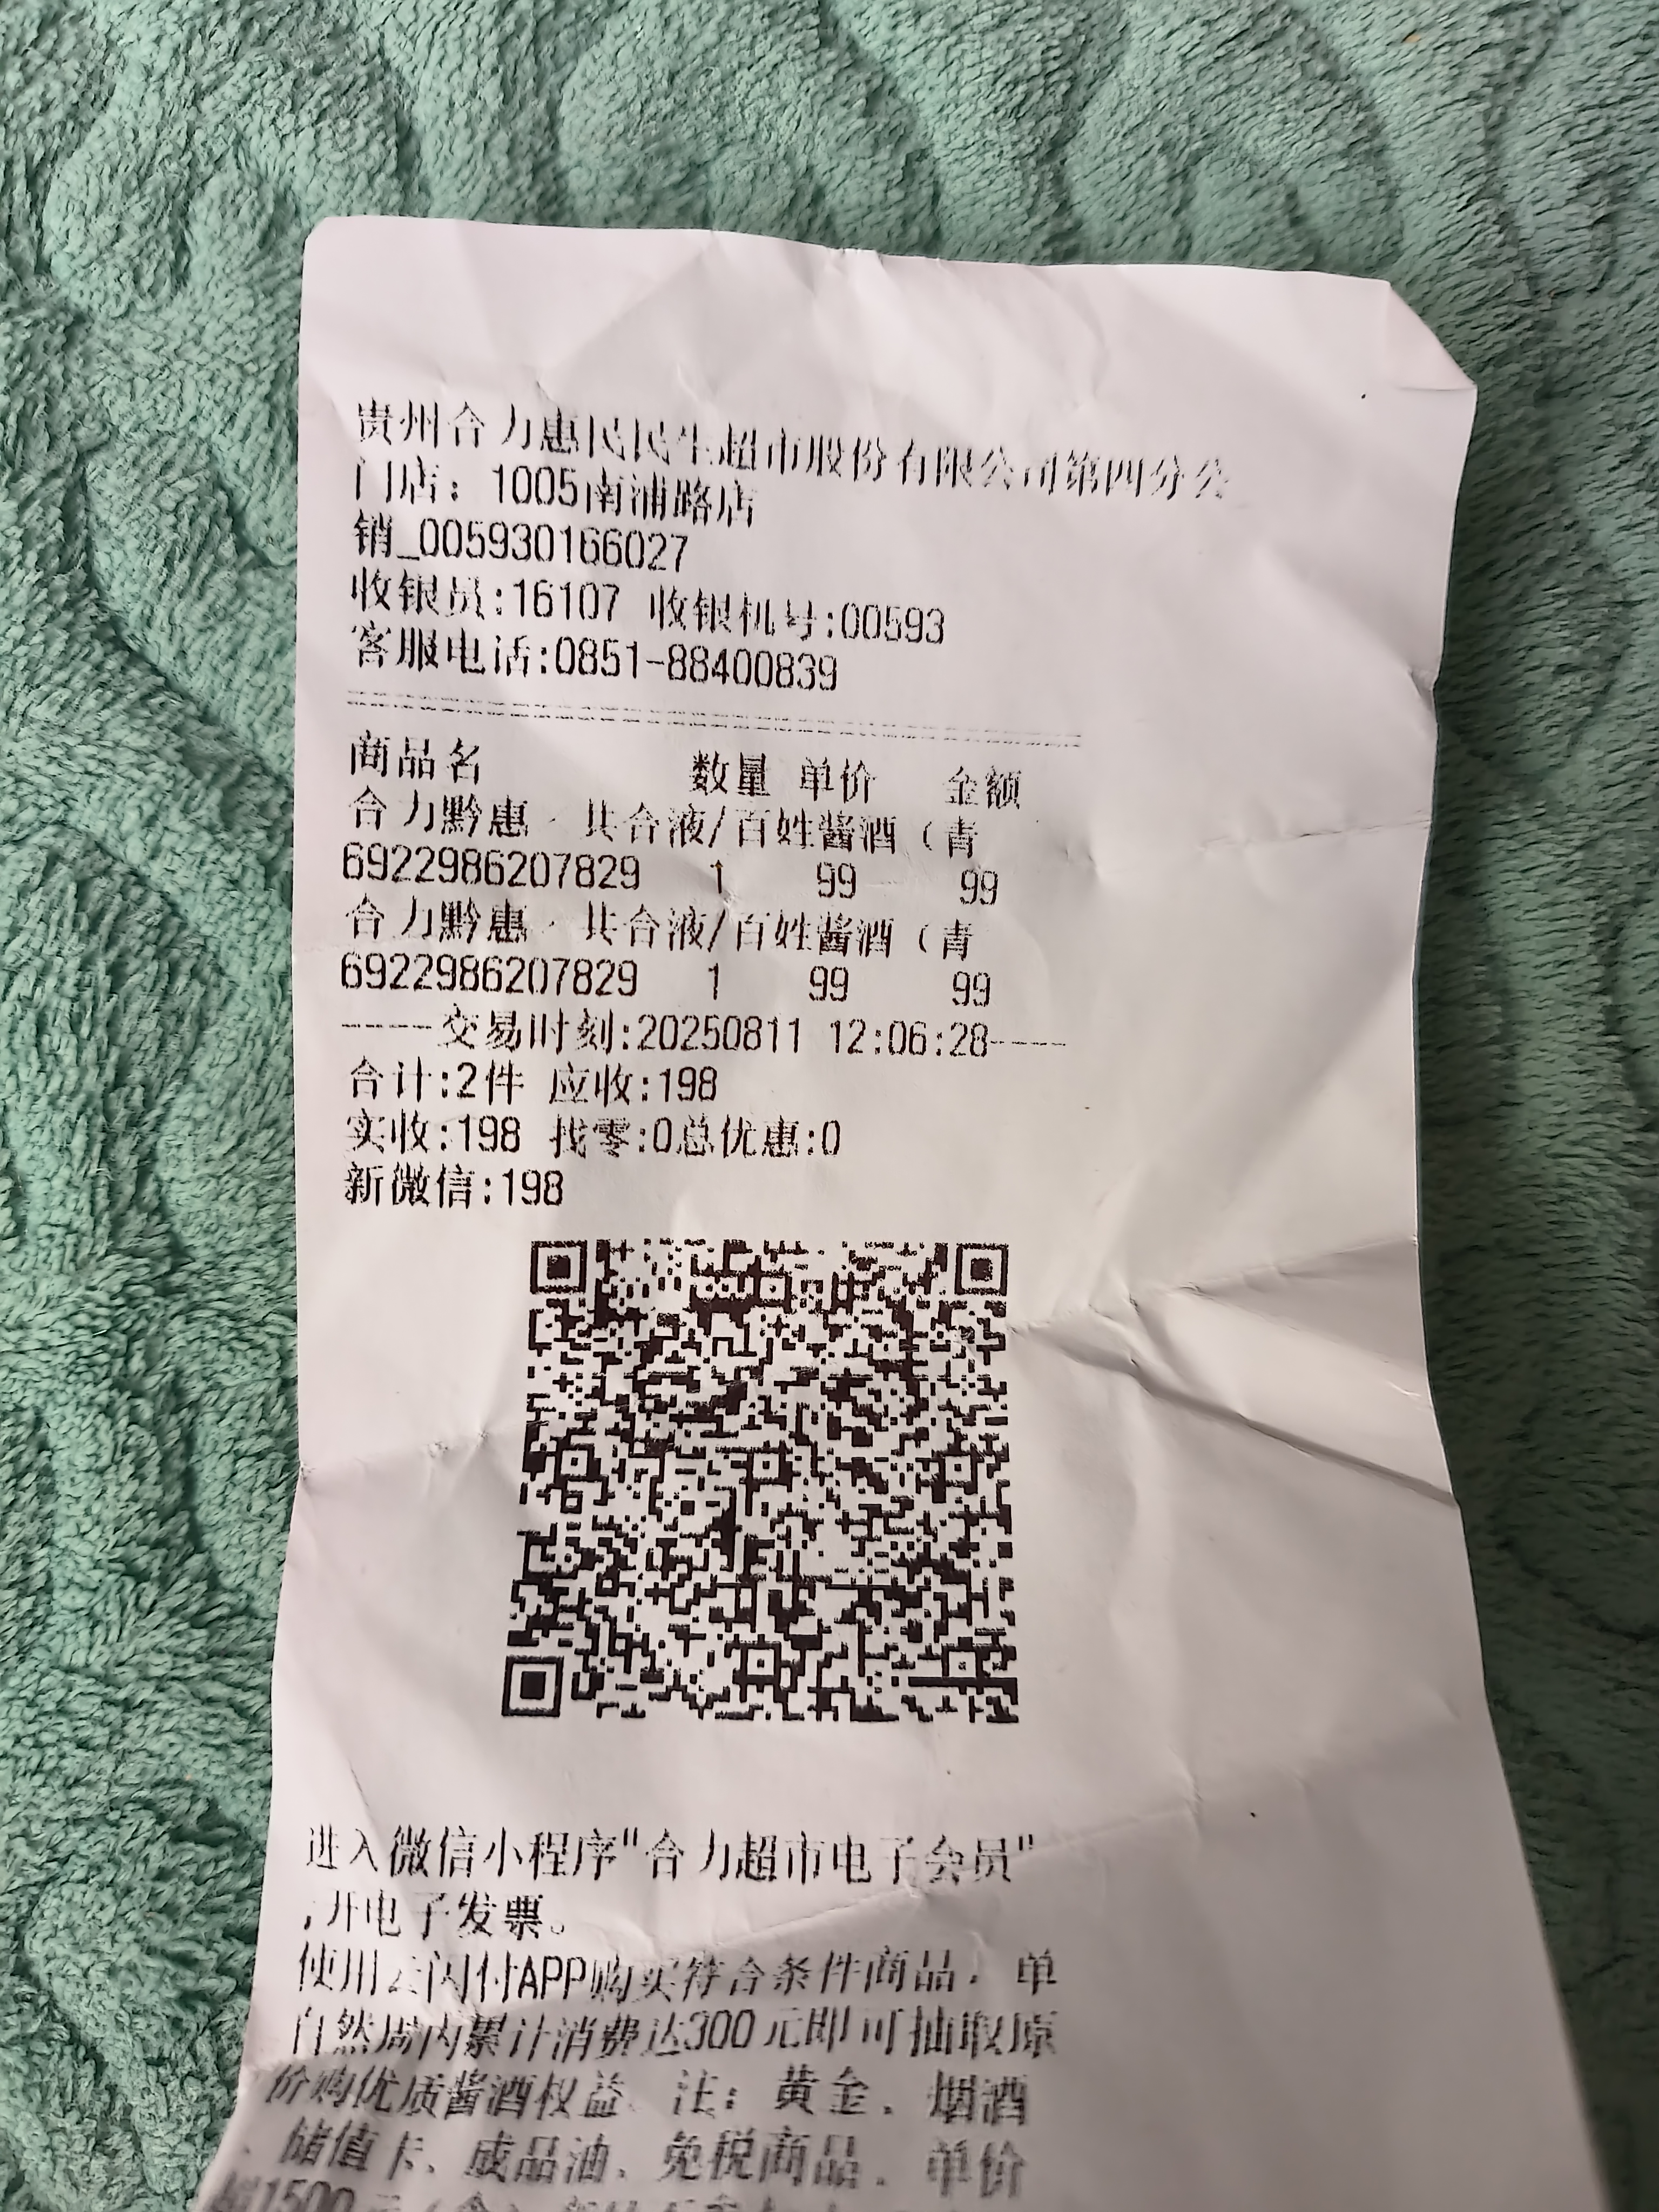 贵州合力惠民民生超市股份有限公司第四分公
门店：1005南浦路店
销_005930166027
收银员:16107 收银机号:00593
客服电话:0851-88400839
商品名 数量 单价 金额
合力黔惠·共合液/百姓酱酒（青
6922986207829 1 99 99
合力黔惠·共合液/百姓酱酒（青
6922986207829 1 99 99
-----交易时刻:20250811 12:06:28----
合计:2件 应收:198
实收:198 找零:0总优惠:0
新微信:198
进入微信小程序"合力超市电子会员"
,开电子发票。
使用云闪付APP购买符合条件商品，单
自然周内累计消费达300元即可抽取原
价购优质酱酒权益、注：黄金、烟酒
、储值卡、成品油、免税商品、单价
超1500元（含）